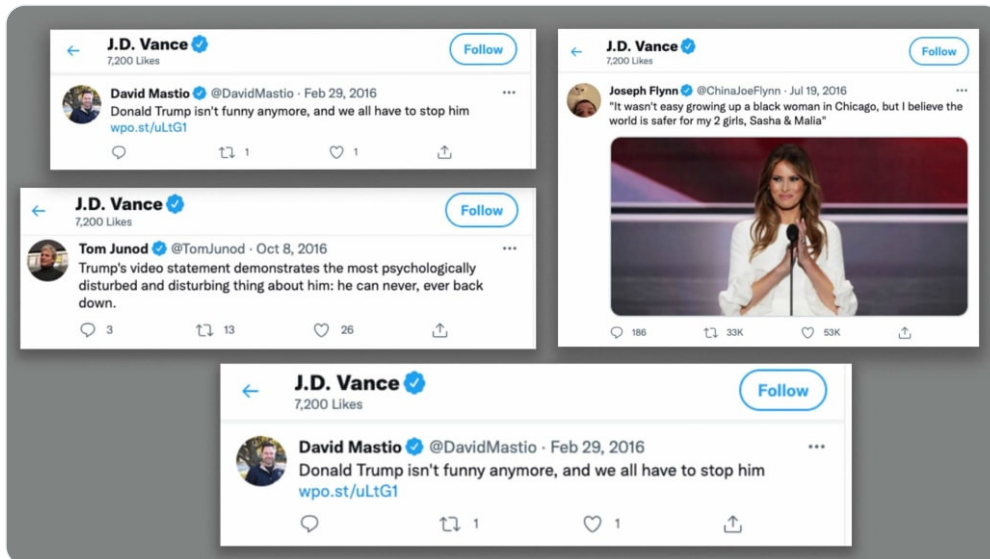 J.D. Vance
7,200 Likes
Follow
David Mastio @DavidMastio · Feb 29, 2016
Donald Trump isn't funny anymore, and we all have to stop him
wpo.st/uLtG1
1 1
J.D. Vance
7,200 Likes
Follow
Joseph Flynn @ChinaJoeFlynn · Jul 19, 2016
"It wasn't easy growing up a black woman in Chicago, but I believe the
world is safer for my 2 girls, Sasha & Malia"
186 33K 53K
J.D. Vance
7,200 Likes
Follow
Tom Junod @TomJunod · Oct 8, 2016
Trump's video statement demonstrates the most psychologically
disturbed and disturbing thing about him: he can never, ever back
down.
3 13 26
J.D. Vance
7,200 Likes
Follow
David Mastio @DavidMastio · Feb 29, 2016
Donald Trump isn't funny anymore, and we all have to stop him
wpo.st/uLtG1
1 1